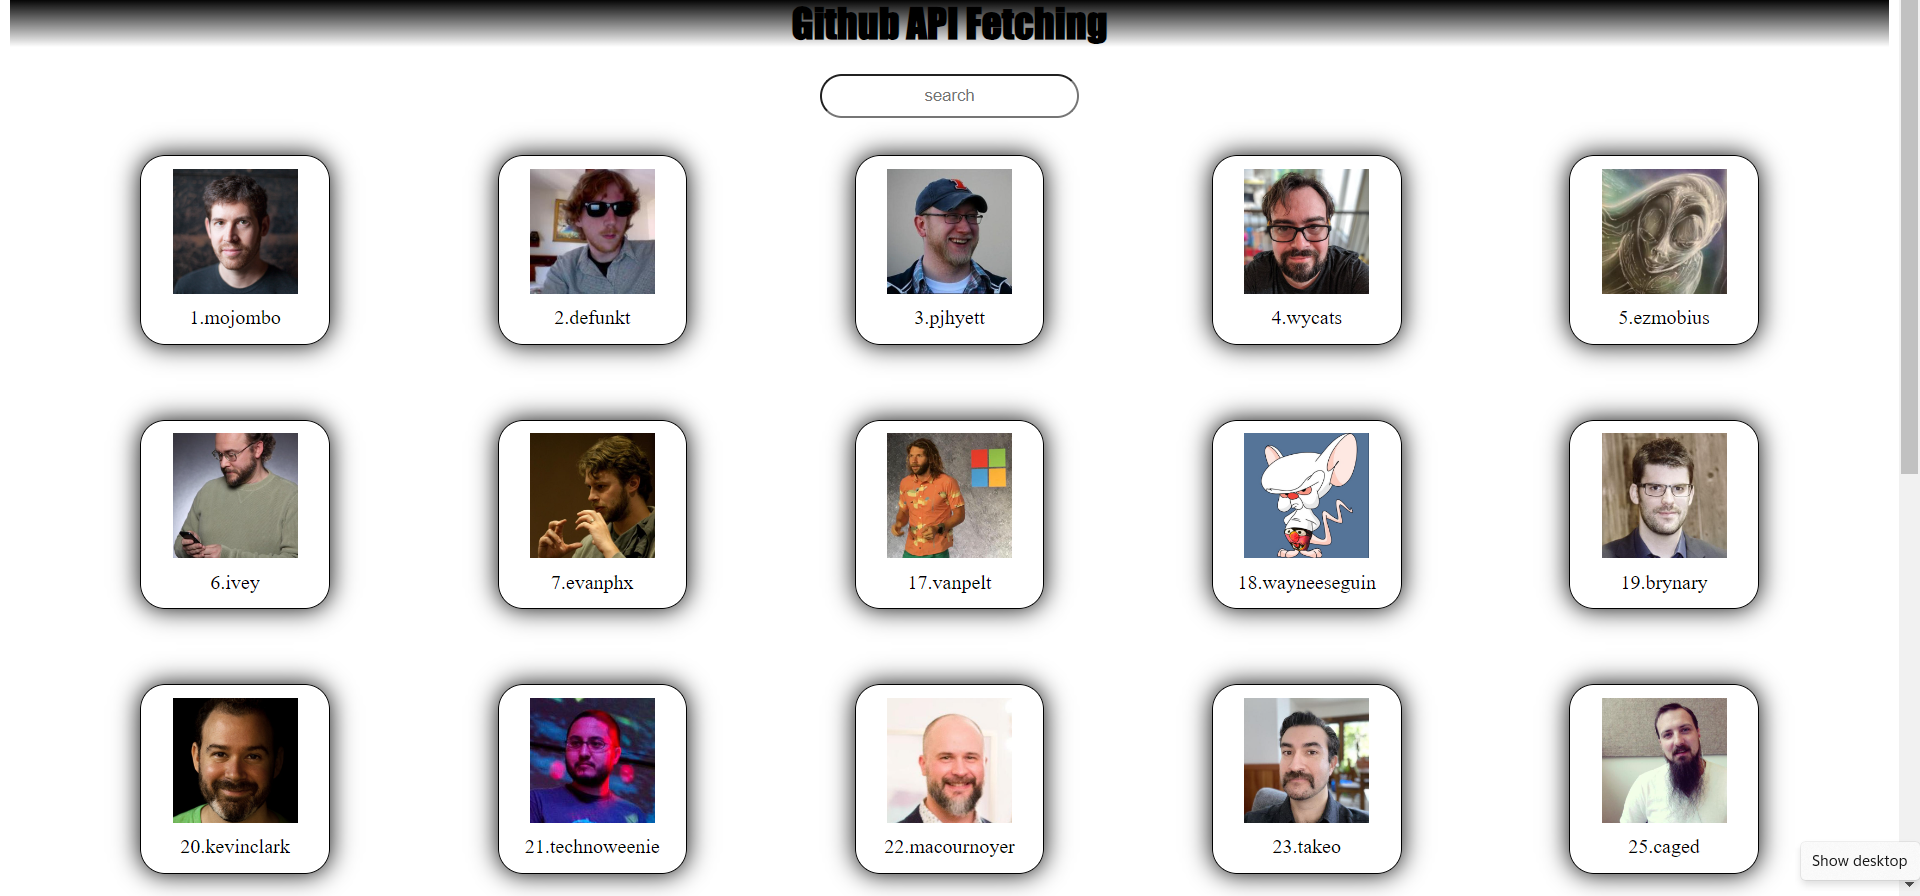 Github API Fetching
search
1.mojombo
2.defunkt
3.pjhyett
4.wycats
5.ezmobius
6.ivey
7.evanphx
17.vanpelt
18.wayneeseguin
19.brynary
20.kevinclark
21.technoweenie
22.macournoyer
23.takeo
25.caged
Show desktop